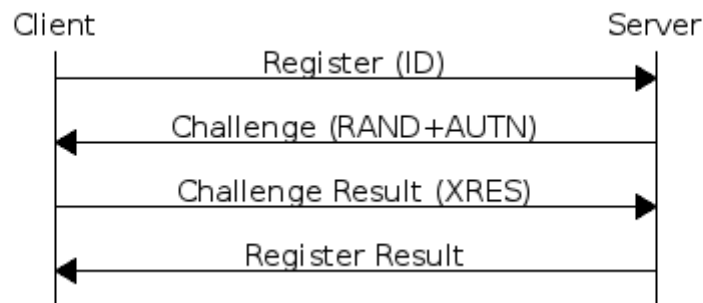 Client
Server
Register (ID)
Challenge (RAND+AUTN)
Challenge Result (XRES)
Register Result